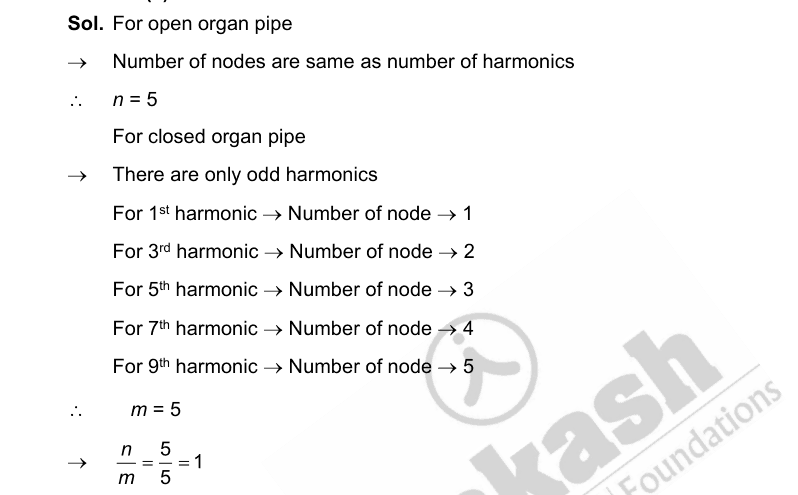 Sol. For open organ pipe
→ Number of nodes are same as number of harmonics
∴ n = 5
For closed organ pipe
→ There are only odd harmonics
For 1st harmonic → Number of node → 1
For 3rd harmonic → Number of node → 2
For 5th harmonic → Number of node → 3
For 7th harmonic → Number of node → 4
For 9th harmonic → Number of node → 5
∴ m = 5
→ n/m = 5/5 = 1
akash
Foundations